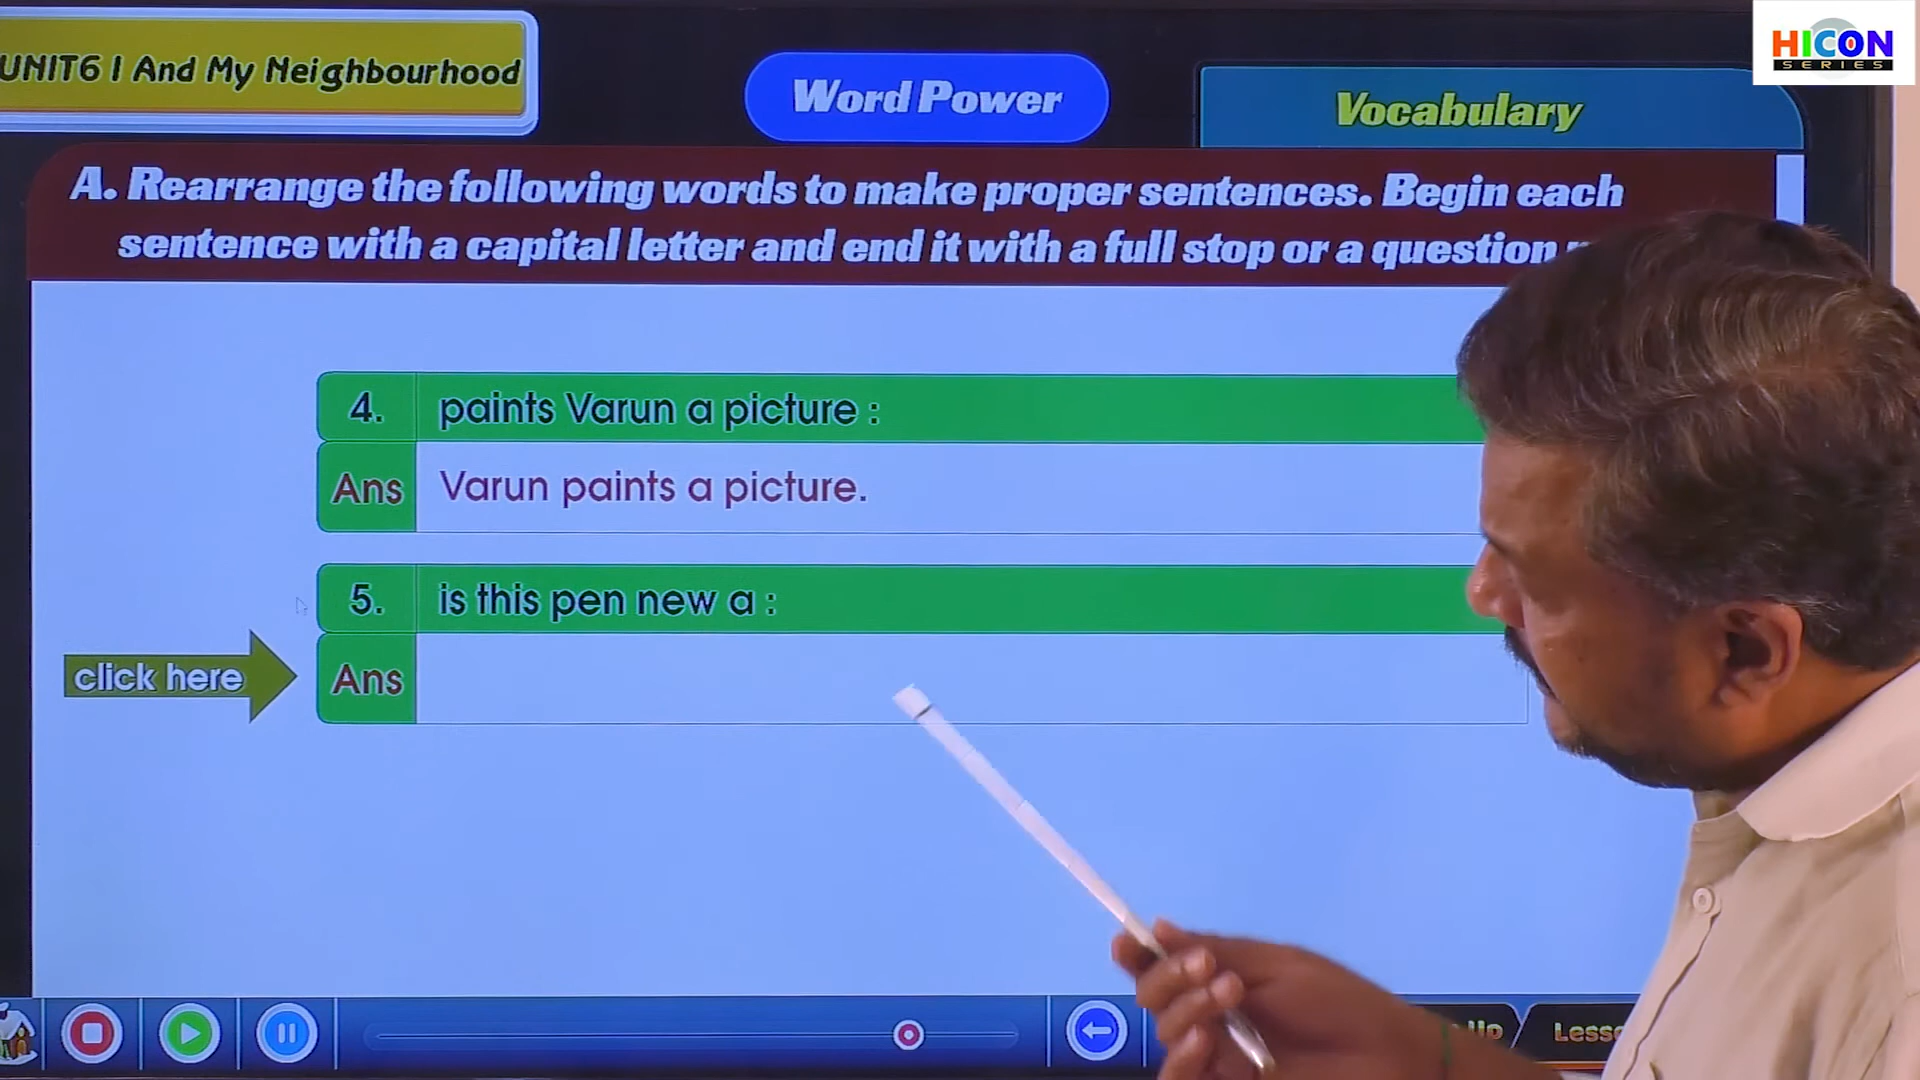 HICON
SERIES
UNIT6 I And My Neighbourhood
Word Power
Vocabulary
A. Rearrange the following words to make proper sentences. Begin each
sentence with a capital letter and end it with a full stop or a question
4. paints Varun a picture :
Ans Varun paints a picture.
5. is this pen new a :
click here
Ans
Up